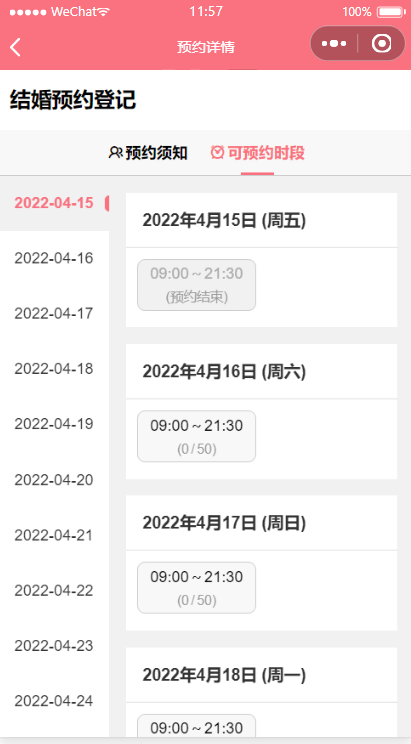 WeChat 11:57 100%
预约详情
结婚预约登记
预约须知 可预约时段
2022-04-15
2022-04-16
2022-04-17
2022-04-18
2022-04-19
2022-04-20
2022-04-21
2022-04-22
2022-04-23
2022-04-24
2022年4月15日 (周五)
09:00～21:30
(预约结束)
2022年4月16日 (周六)
09:00～21:30
(0/50)
2022年4月17日 (周日)
09:00～21:30
(0/50)
2022年4月18日 (周一)
09:00～21:30